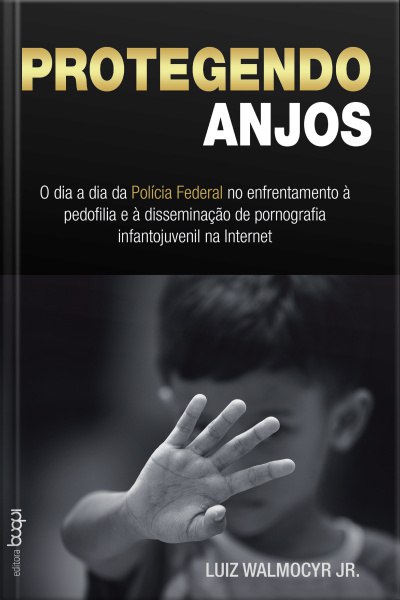 PROTEGENDO
ANJOS
O dia a dia da Polícia Federal no enfrentamento à
pedofilia e à disseminação de pornografia
infantojuvenil na Internet
LUIZ WALMOCYR JR.
editora buqui